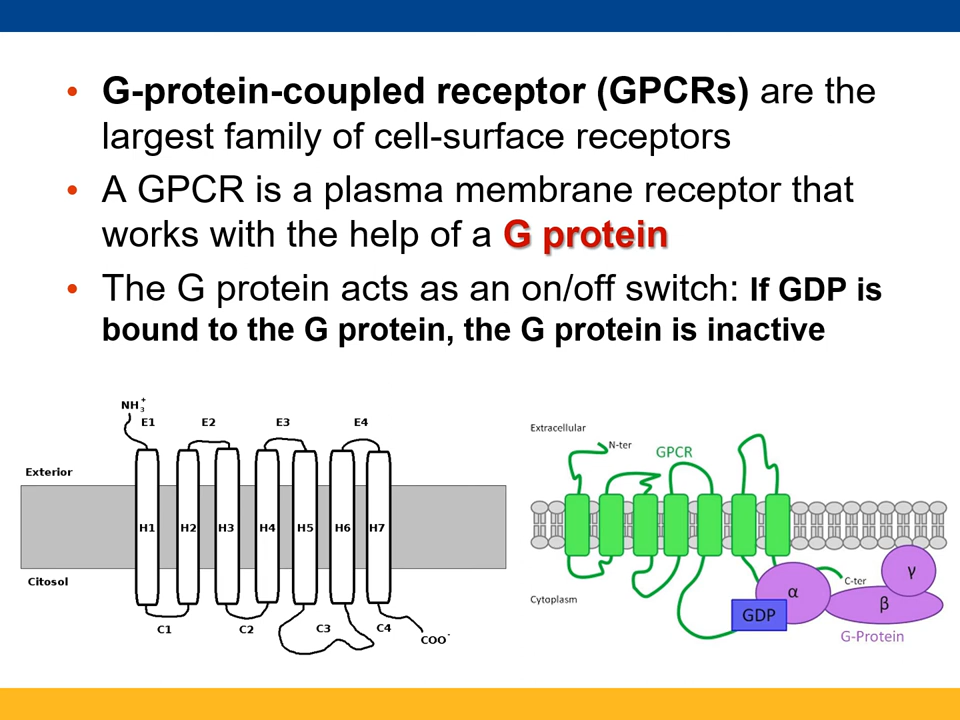 • G-protein-coupled receptor (GPCRs) are the
largest family of cell-surface receptors
• A GPCR is a plasma membrane receptor that
works with the help of a G protein
• The G protein acts as an on/off switch: If GDP is
bound to the G protein, the G protein is inactive
NH3+
E1 E2 E3 E4
Exterior
H1 H2 H3 H4 H5 H6 H7
Citosol
C1 C2 C3 C4
COO-
Extracellular
N-ter
GPCR
Cytoplasm
C-ter
α
β
γ
GDP
G-Protein